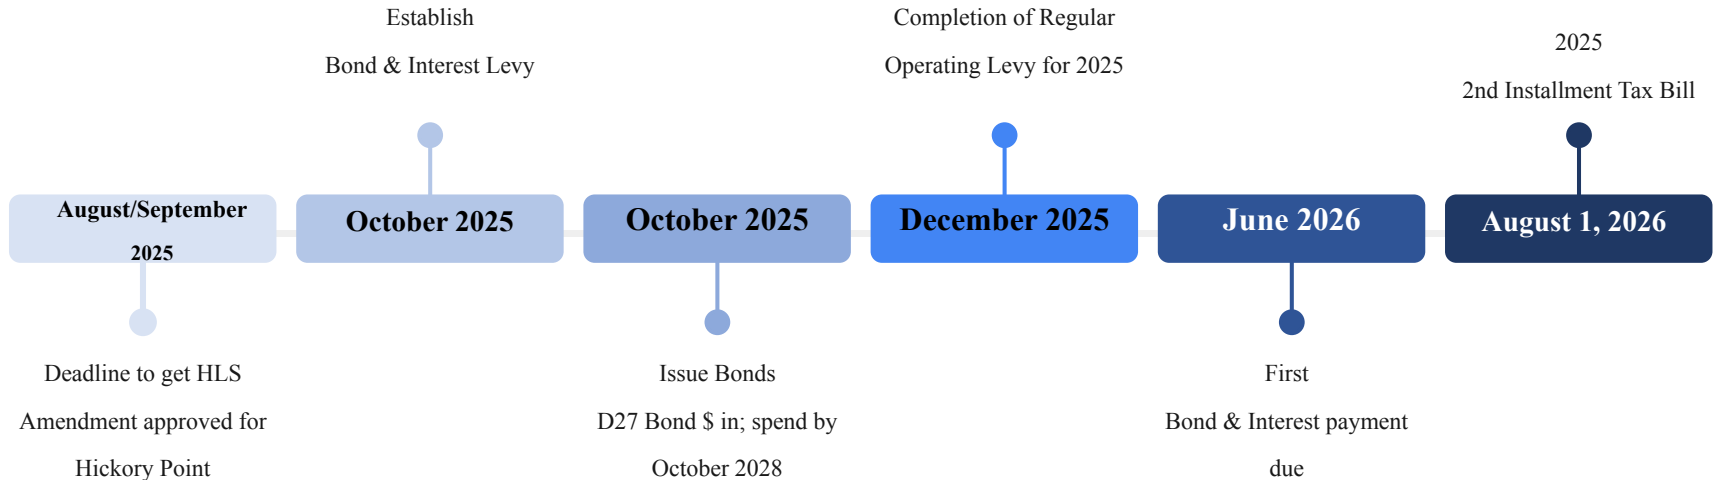 Establish
Bond & Interest Levy
Completion of Regular
Operating Levy for 2025
2025
2nd Installment Tax Bill
August/September
2025
October 2025
October 2025
December 2025
June 2026
August 1, 2026
Deadline to get HLS
Amendment approved for
Hickory Point
Issue Bonds
D27 Bond $ in; spend by
October 2028
First
Bond & Interest payment
due